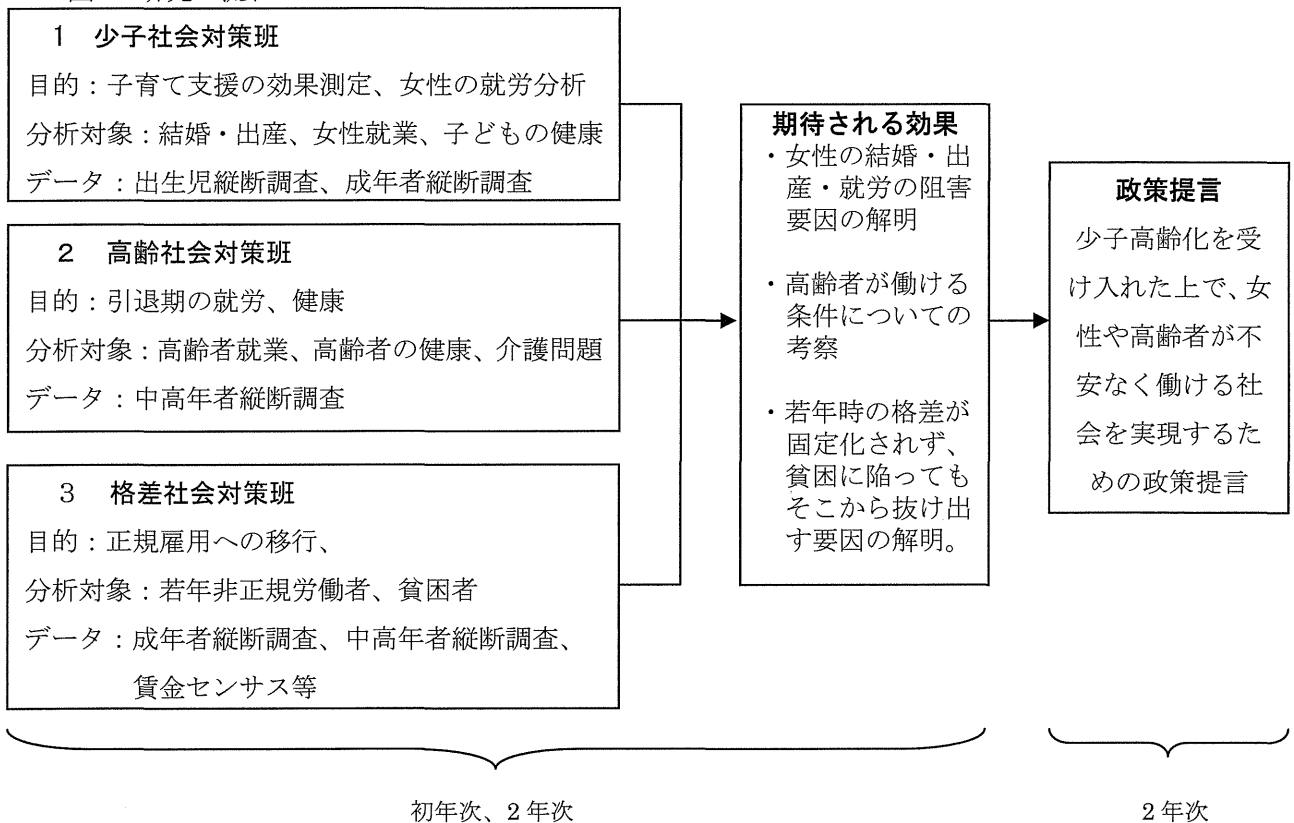 1 少子社会対策班
目的：子育て支援の効果測定、女性の就労分析
分析対象：結婚・出産、女性就業、子どもの健康
データ：出生児縦断調査、成年者縦断調査
2 高齢社会対策班
目的：引退期の就労、健康
分析対象：高齢者就業、高齢者の健康、介護問題
データ：中高年者縦断調査
3 格差社会対策班
目的：正規雇用への移行、
分析対象：若年非正規労働者、貧困者
データ：成年者縦断調査、中高年者縦断調査、
賃金センサス等
期待される効果
・女性の結婚・出
産・就労の阻害
要因の解明
・高齢者が働ける
条件についての
考察
・若年時の格差が
固定化されず、
貧困に陥っても
そこから抜け出
す要因の解明。
政策提言
少子高齢化を受
け入れた上で、女
性や高齢者が不
安なく働ける社
会を実現するた
めの政策提言
初年次、2年次
2年次